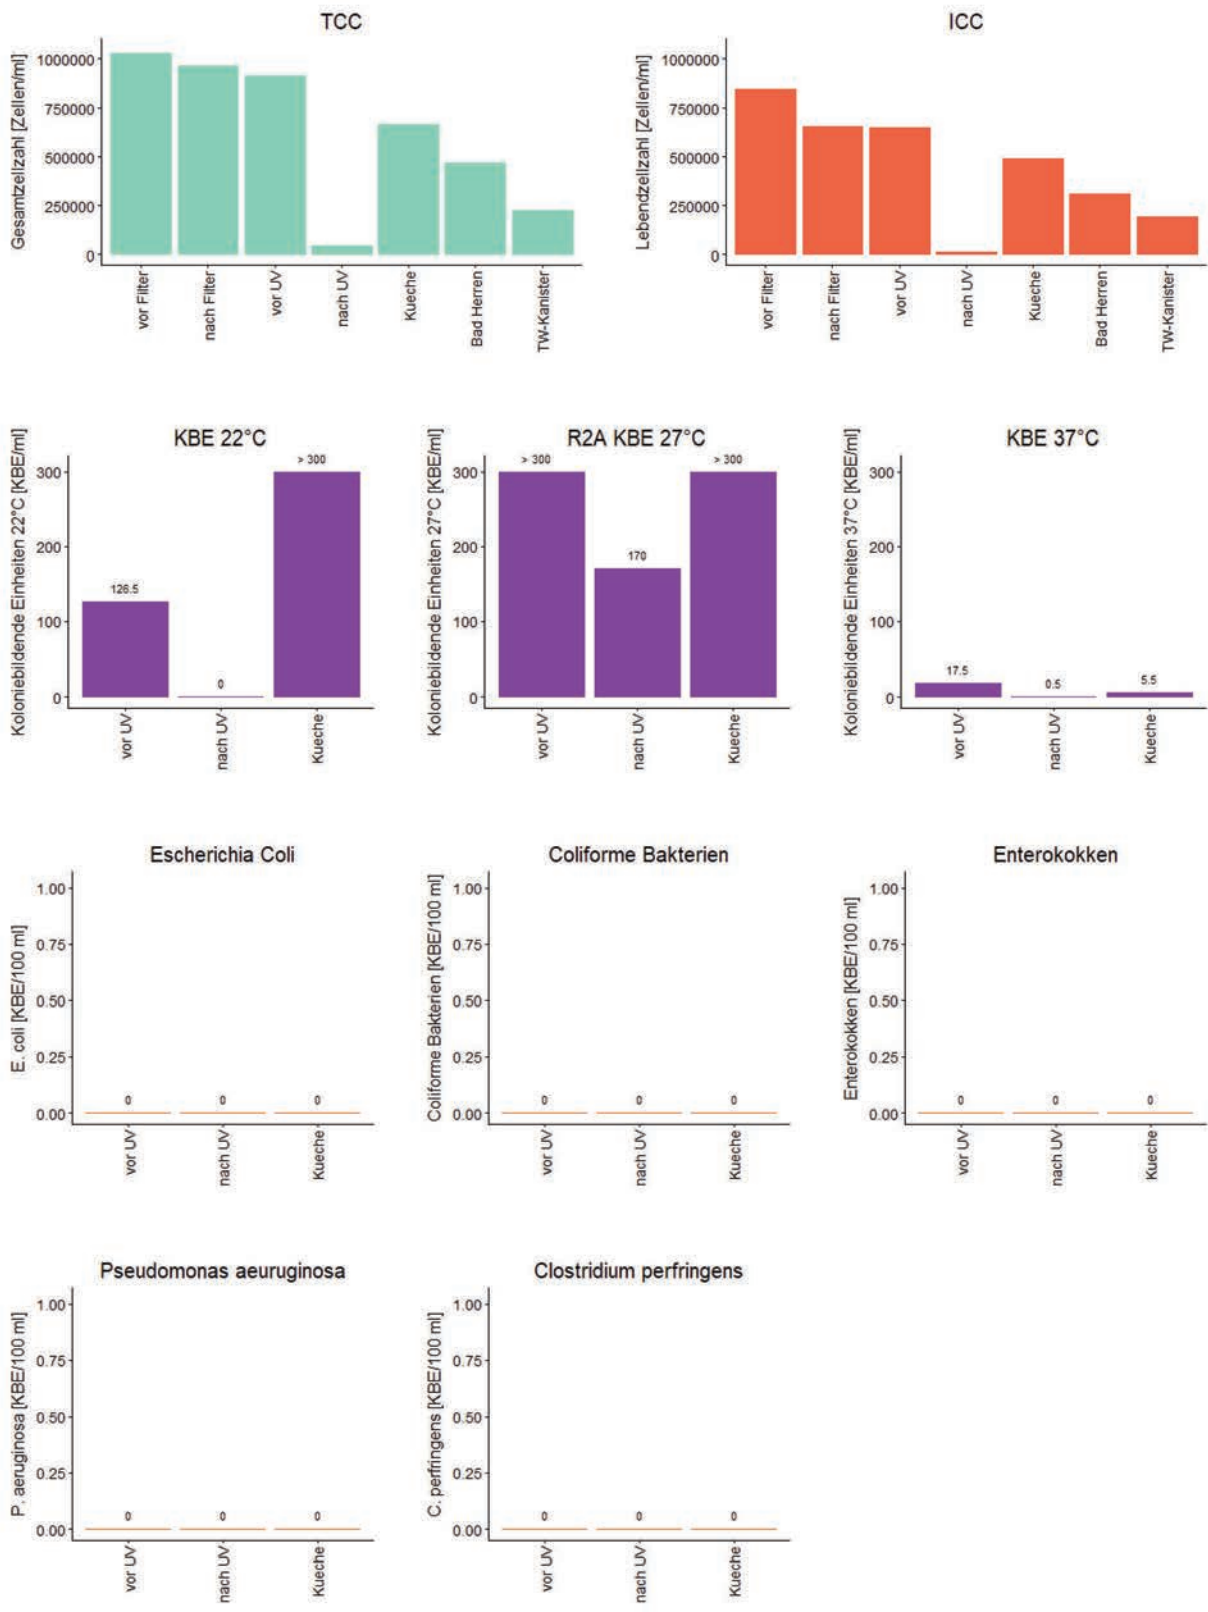 TCC
Gesamtzellzahl [Zellen/ml]
1000000
750000
500000
250000
0
vor Filter
nach Filter
vor UV
nach UV
Kueche
Bad Herren
TW-Kanister
ICC
Lebendzellzahl [Zellen/ml]
1000000
750000
500000
250000
0
vor Filter
nach Filter
vor UV
nach UV
Kueche
Bad Herren
TW-Kanister
KBE 22°C
Koloniebildende Einheiten 22°C [KBE/ml]
300
200
100
0
126.5
0
> 300
vor UV
nach UV
Kueche
R2A KBE 27°C
Koloniebildende Einheiten 27°C [KBE/ml]
300
200
100
0
> 300
170
> 300
vor UV
nach UV
Kueche
KBE 37°C
Koloniebildende Einheiten 37°C [KBE/ml]
300
200
100
0
17.5
0.5
5.5
vor UV
nach UV
Kueche
Escherichia Coli
E. coli [KBE/100 ml]
1.00
0.75
0.50
0.25
0.00
0
0
0
vor UV
nach UV
Kueche
Coliforme Bakterien
Coliforme Bakterien [KBE/100 ml]
1.00
0.75
0.50
0.25
0.00
0
0
0
vor UV
nach UV
Kueche
Enterokokken
Enterokokken [KBE/100 ml]
1.00
0.75
0.50
0.25
0.00
0
0
0
vor UV
nach UV
Kueche
Pseudomonas aeuruginosa
P. aeruginosa [KBE/100 ml]
1.00
0.75
0.50
0.25
0.00
0
0
0
vor UV
nach UV
Kueche
Clostridium perfringens
C. perfringens [KBE/100 ml]
1.00
0.75
0.50
0.25
0.00
0
0
0
vor UV
nach UV
Kueche